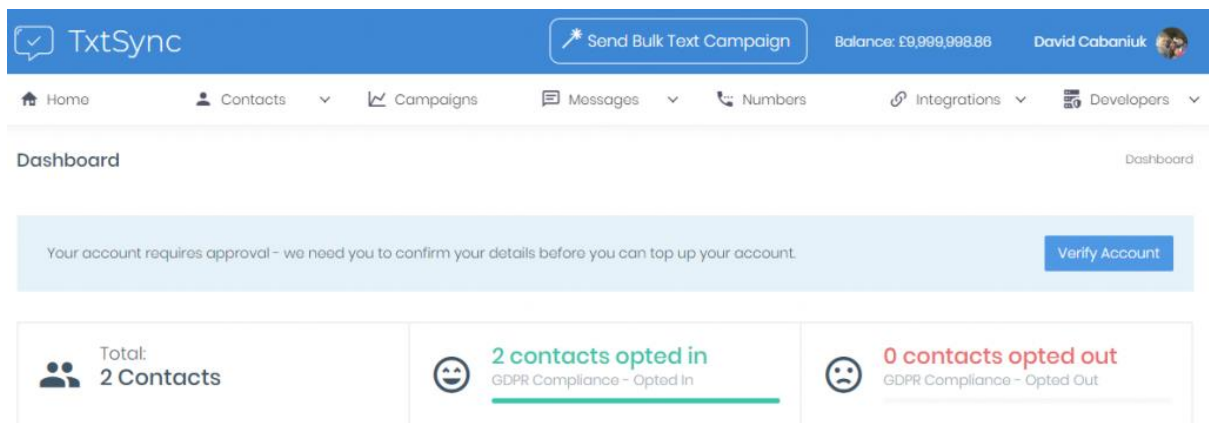 TxtSync
Send Bulk Text Campaign
Balance: £9,999,998.86
David Cabaniuk
Home
Contacts
Campaigns
Messages
Numbers
Integrations
Developers
Dashboard
Dashboard
Your account requires approval - we need you to confirm your details before you can top up your account.
Verify Account
Total:
2 Contacts
2 contacts opted in
GDPR Compliance - Opted In
0 contacts opted out
GDPR Compliance - Opted Out